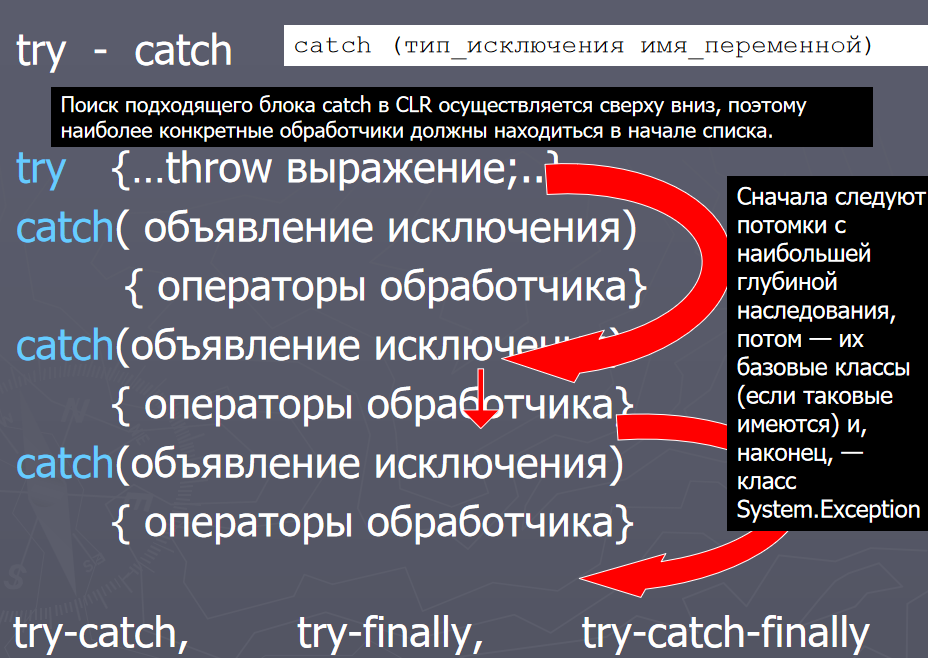 try - catch
catch (тип_исключения имя_переменной)
Поиск подходящего блока catch в CLR осуществляется сверху вниз, поэтому
наиболее конкретные обработчики должны находиться в начале списка.
try {...throw выражение;..}
catch( объявление исключения)
{ операторы обработчика}
catch(объявление исключения)
{ операторы обработчика}
catch(объявление исключения)
{ операторы обработчика}
Сначала следуют
потомки с
наибольшей
глубиной
наследования,
потом — их
базовые классы
(если таковые
имеются) и,
наконец, —
класс
System.Exception
try-catch, try-finally, try-catch-finally